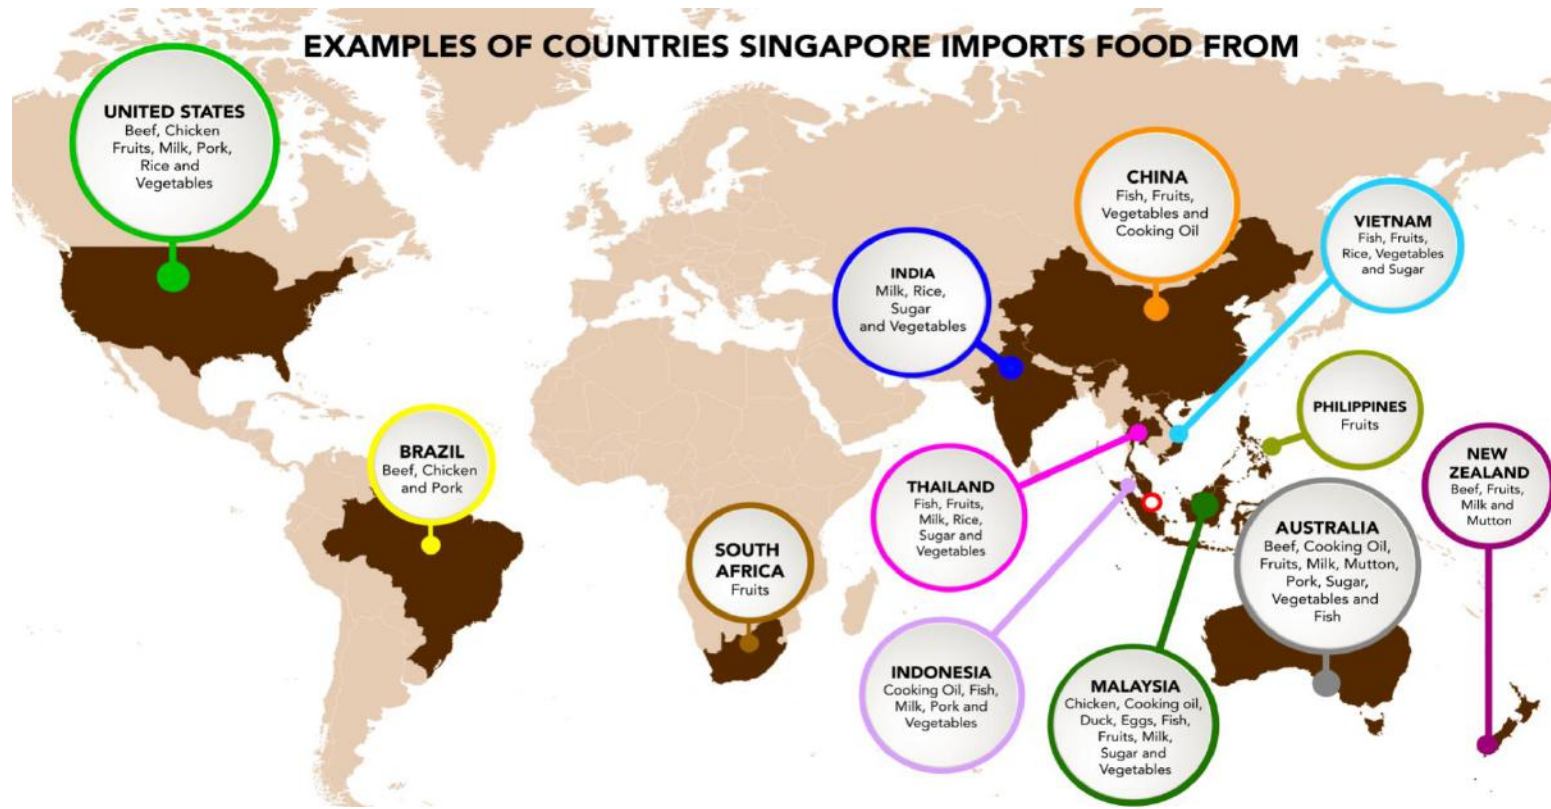 EXAMPLES OF COUNTRIES SINGAPORE IMPORTS FOOD FROM
UNITED STATES
Beef, Chicken
Fruits, Milk, Pork,
Rice and
Vegetables
BRAZIL
Beef, Chicken
and Pork
SOUTH
AFRICA
Fruits
INDIA
Milk, Rice,
Sugar
and Vegetables
CHINA
Fish, Fruits,
Vegetables and
Cooking Oil
VIETNAM
Fish, Fruits,
Rice, Vegetables
and Sugar
PHILIPPINES
Fruits
THAILAND
Fish, Fruits,
Milk, Rice,
Sugar and
Vegetables
INDONESIA
Cooking Oil, Fish,
Milk, Pork and
Vegetables
MALAYSIA
Chicken, Cooking oil,
Duck, Eggs, Fish,
Fruits, Milk,
Sugar and
Vegetables
AUSTRALIA
Beef, Cooking Oil,
Fruits, Milk, Mutton,
Pork, Sugar,
Vegetables and
Fish
NEW
ZEALAND
Beef, Fruits,
Milk and
Mutton